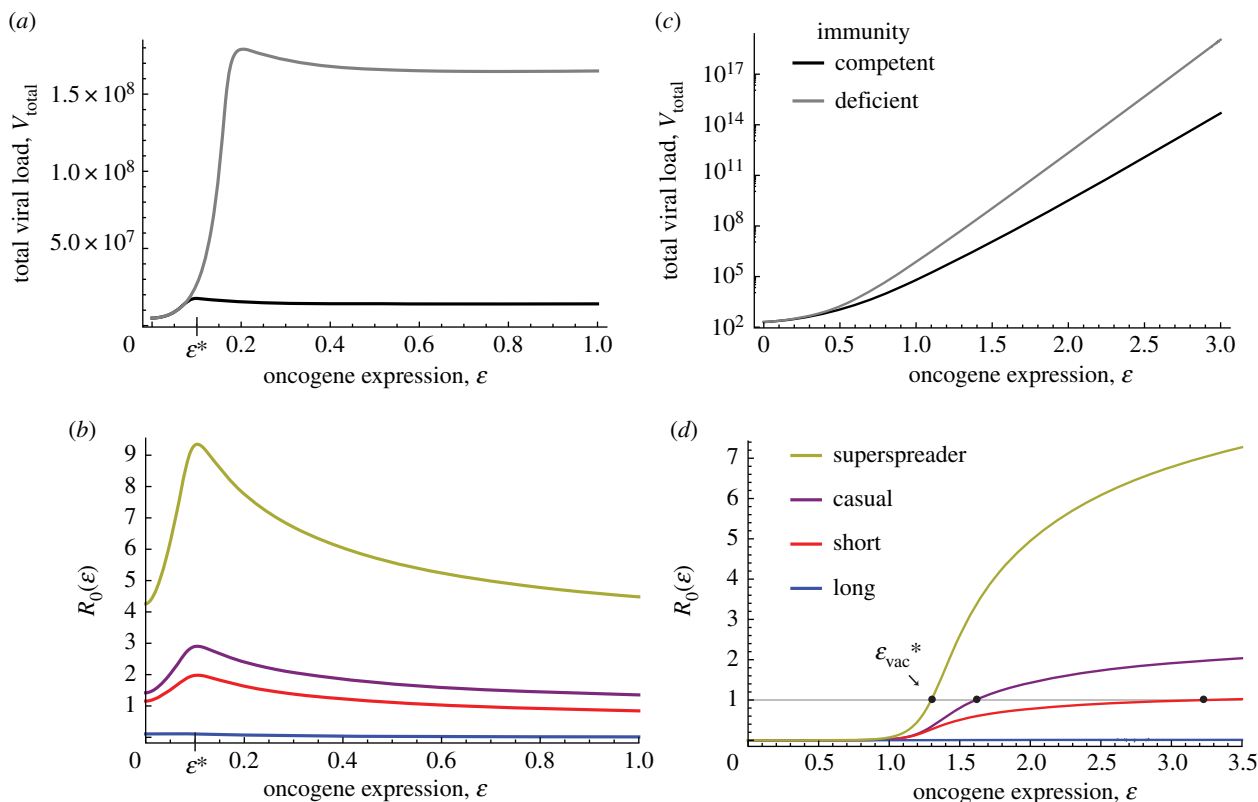 (a)
total viral load, V_total
1.5 × 10^8
1.0 × 10^8
5.0 × 10^7
0 ε* 0.2 0.4 0.6 0.8 1.0
oncogene expression, ε
(c)
immunity
competent
deficient
total viral load, V_total
10^17
10^14
10^11
10^8
10^5
10^2
0 0.5 1.0 1.5 2.0 2.5 3.0
oncogene expression, ε
(b)
R_0(ε)
9
8
7
6
5
4
3
2
1
0 ε* 0.2 0.4 0.6 0.8 1.0
oncogene expression, ε
(d)
superspreader
casual
short
long
R_0(ε)
7
6
5
4
3
2
1
ε_vac*
0 0.5 1.0 1.5 2.0 2.5 3.0 3.5
oncogene expression, ε